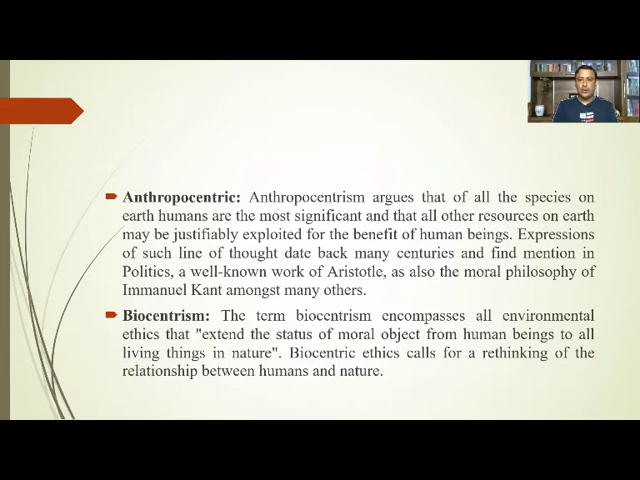 Anthropocentric: Anthropocentrism argues that of all the species on
earth humans are the most significant and that all other resources on earth
may be justifiably exploited for the benefit of human beings. Expressions
of such line of thought date back many centuries and find mention in
Politics, a well-known work of Aristotle, as also the moral philosophy of
Immanuel Kant amongst many others.
Biocentrism: The term biocentrism encompasses all environmental
ethics that "extend the status of moral object from human beings to all
living things in nature". Biocentric ethics calls for a rethinking of the
relationship between humans and nature.